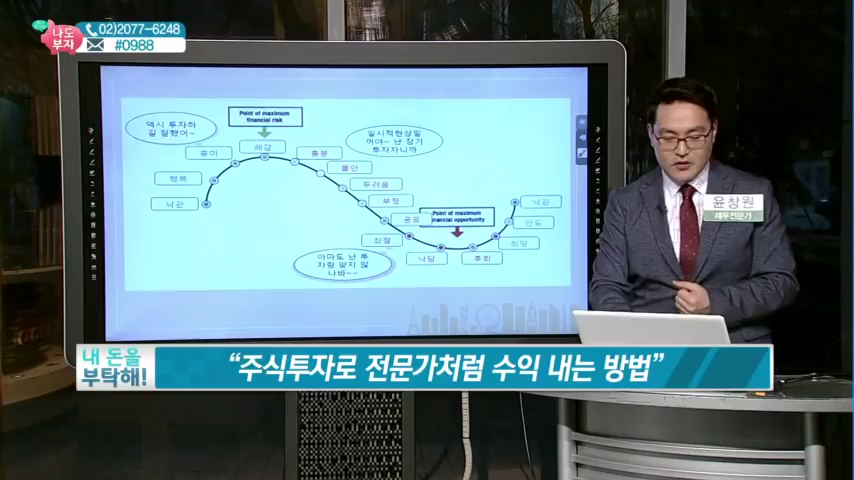 나도
부자
02)2077-6248
#0988
역시 투자하
길 잘했어~
Point of maximum
financial risk
일시적현상일
꺼야~ 난 장기
투자자니까
흥미
쾌감
흥분
행복
불안
두려움
낙관
부정
공포
Point of maximum
financial opportunity
낙관
안도
좌절
희망
아마도 난 투
자랑 맞지 않
나봐~~
낙담
후회
윤창원
재무전문가
내 돈을
부탁해!
“주식투자로 전문가처럼 수익 내는 방법”